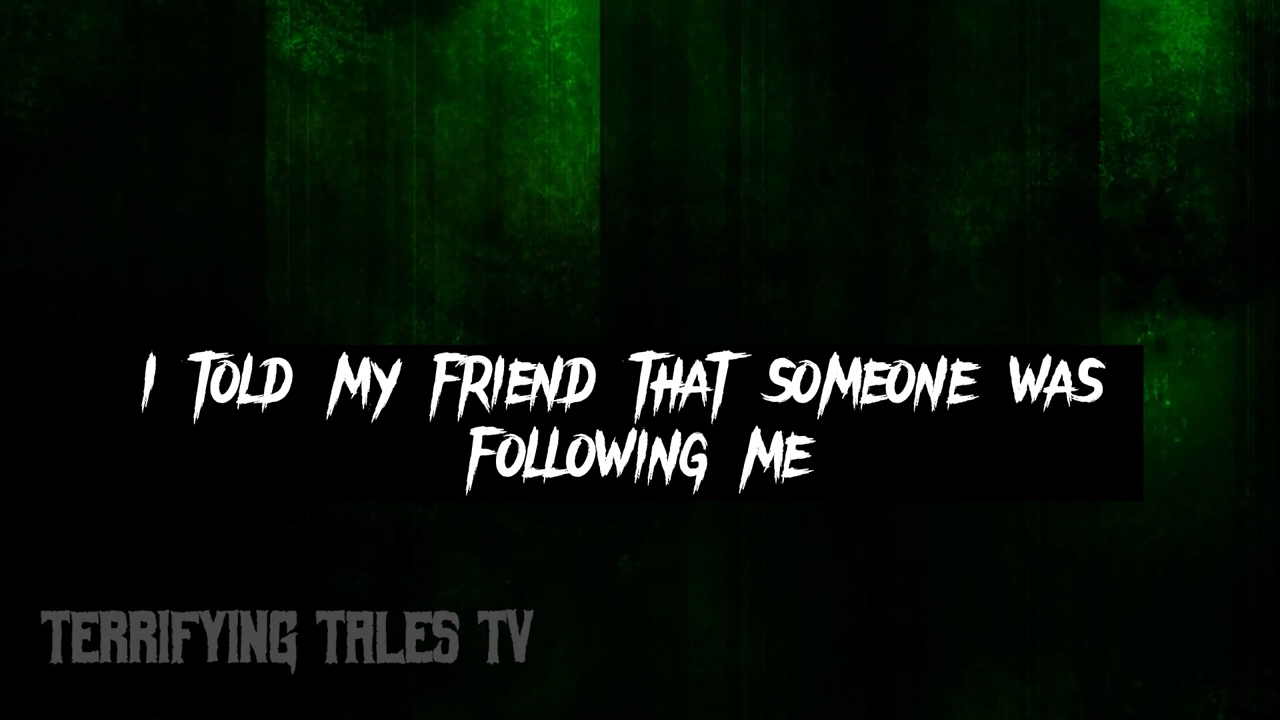 I TOLD MY FRIEND THAT SOMEONE WAS
FOLLOWING ME
TERRIFYING TALES TV